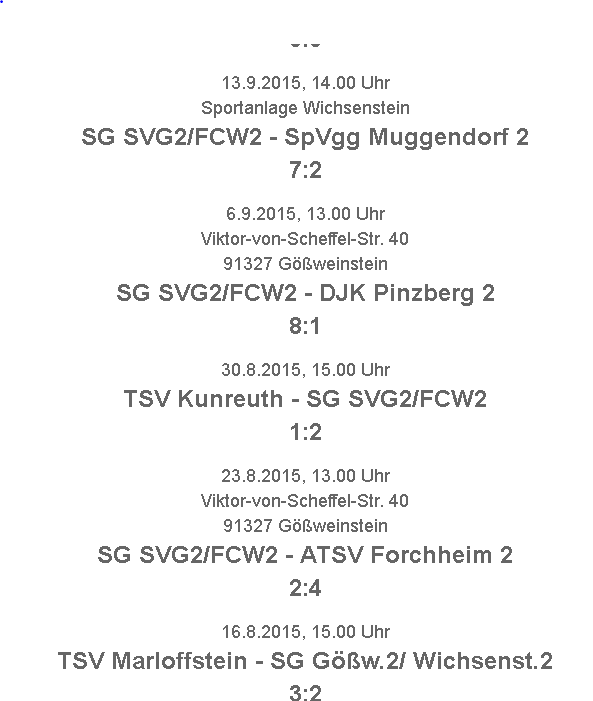 13.9.2015, 14.00 Uhr
Sportanlage Wichsenstein
SG SVG2/FCW2 - SpVgg Muggendorf 2
7:2
6.9.2015, 13.00 Uhr
Viktor-von-Scheffel-Str. 40
91327 Gößweinstein
SG SVG2/FCW2 - DJK Pinzberg 2
8:1
30.8.2015, 15.00 Uhr
TSV Kunreuth - SG SVG2/FCW2
1:2
23.8.2015, 13.00 Uhr
Viktor-von-Scheffel-Str. 40
91327 Gößweinstein
SG SVG2/FCW2 - ATSV Forchheim 2
2:4
16.8.2015, 15.00 Uhr
TSV Marloffstein - SG Gößw.2/ Wichsenst.2
3:2